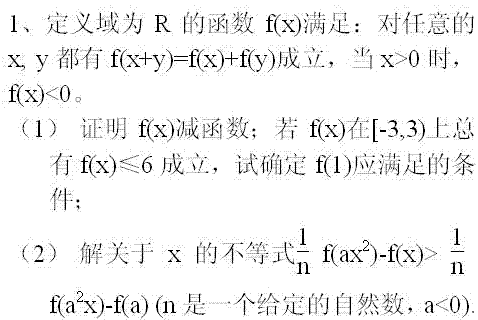 1、定义域为 R 的函数 f(x)满足：对任意的
x, y 都有 f(x+y)=f(x)+f(y)成立，当 x>0 时，
f(x)<0。
（1） 证明 f(x)减函数；若 f(x)在[-3,3)上总
有 f(x)≤6 成立，试确定 f(1)应满足的条
件；
（2） 解关于 x 的不等式1/n f(ax²)-f(x)> 1/n
f(a²x)-f(a) (n 是一个给定的自然数，a<0).